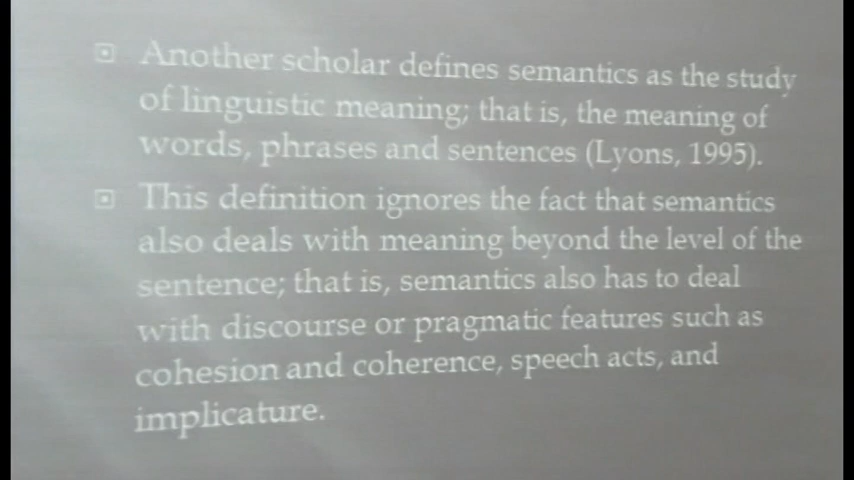 Another scholar defines semantics as the study
of linguistic meaning; that is, the meaning of
words, phrases and sentences (Lyons, 1995).
This definition ignores the fact that semantics
also deals with meaning beyond the level of the
sentence; that is, semantics also has to deal
with discourse or pragmatic features such as
cohesion and coherence, speech acts, and
implicature.